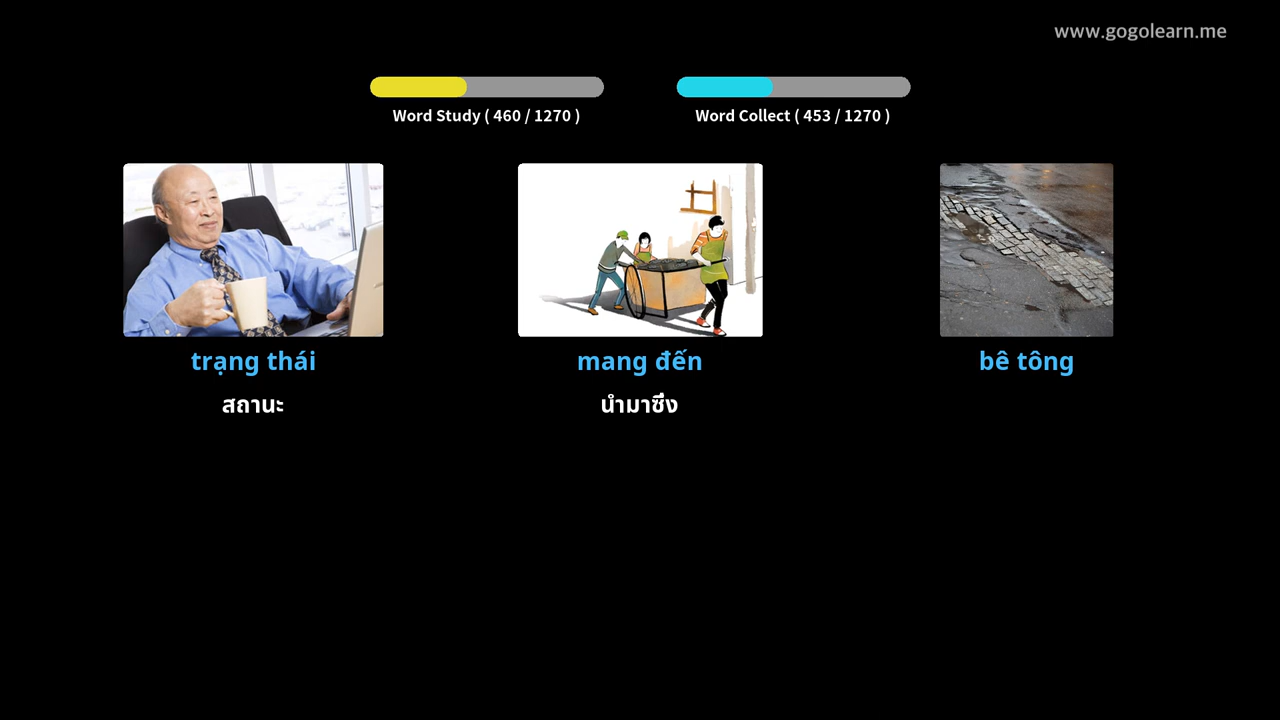 www.gogolearn.me
Word Study ( 460 / 1270 )
Word Collect ( 453 / 1270 )
trạng thái
mang đến
bê tông
สถานะ
นำมาซึ่ง